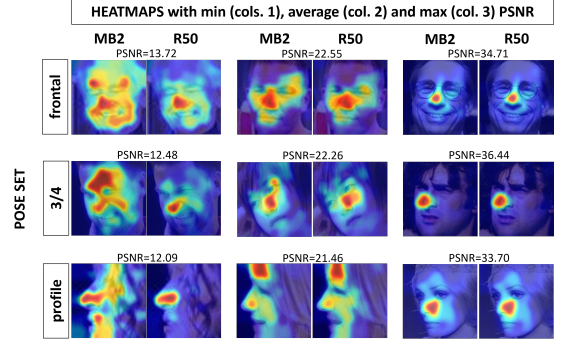 HEATMAPS with min (cols. 1), average (col. 2) and max (col. 3) PSNR
MB2 R50 MB2 R50 MB2 R50
PSNR=13.72 PSNR=22.55 PSNR=34.71
frontal
PSNR=12.48 PSNR=22.26 PSNR=36.44
POSE SET
3/4
PSNR=12.09 PSNR=21.46 PSNR=33.70
profile